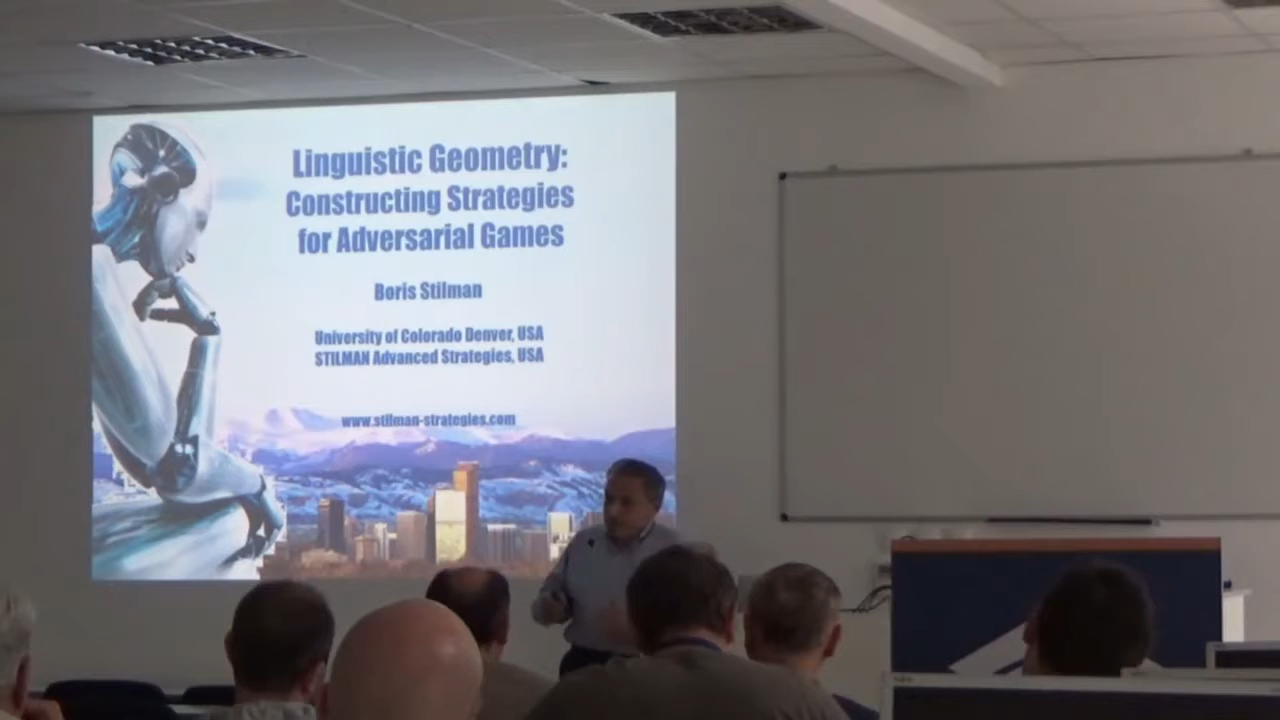 Linguistic Geometry:
Constructing Strategies
for Adversarial Games
Boris Stilman
University of Colorado Denver, USA
STILMAN Advanced Strategies, USA
www.stilman-strategies.com